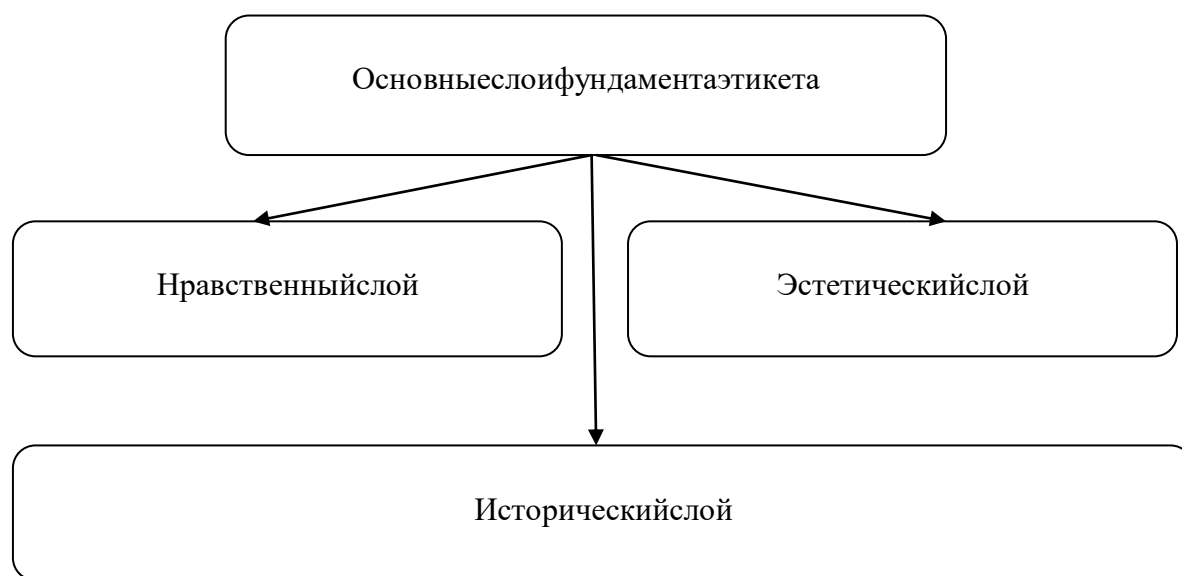 Основныеслоифундаментаэтикета
Нравственныйслой
Эстетическийслой
Историческийслой